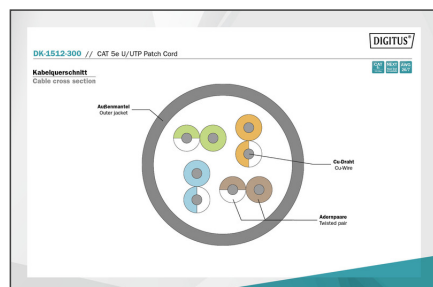 DIGITUS®
DK-1512-300 // CAT 5e U/UTP Patch Cord
Kabelquerschnitt
Cable cross section
Außenmantel
Outer jacket
Cu-Draht
Cu-Wire
Adernpaare
Twisted pair